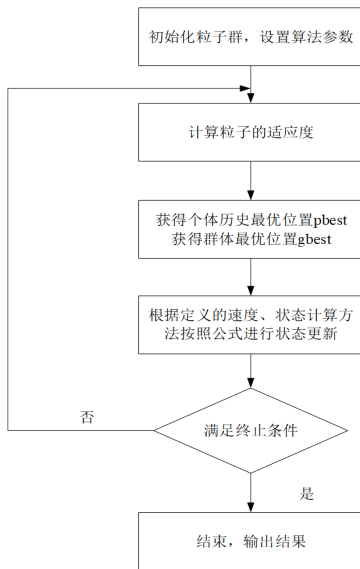 初始化粒子群，设置算法参数
计算粒子的适应度
获得个体历史最优位置pbest
获得群体最优位置gbest
根据定义的速度、状态计算方
法按照公式进行状态更新
否
满足终止条件
是
结束，输出结果